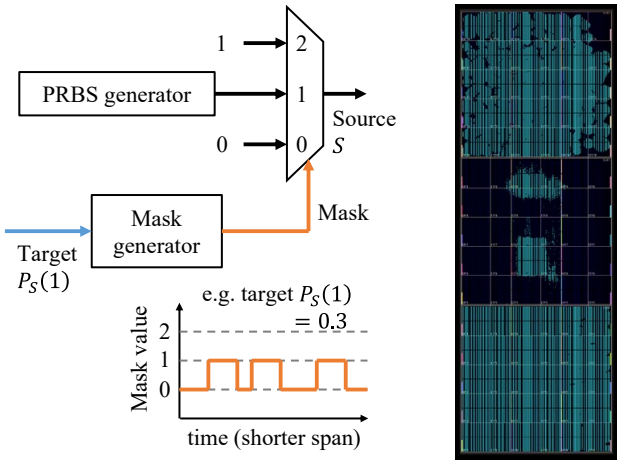 1
2
PRBS generator
1
Source
S
0
0
Mask
generator
Mask
Target
P_S(1)
e.g. target P_S(1)
= 0.3
Mask value
2
1
0
time (shorter span)